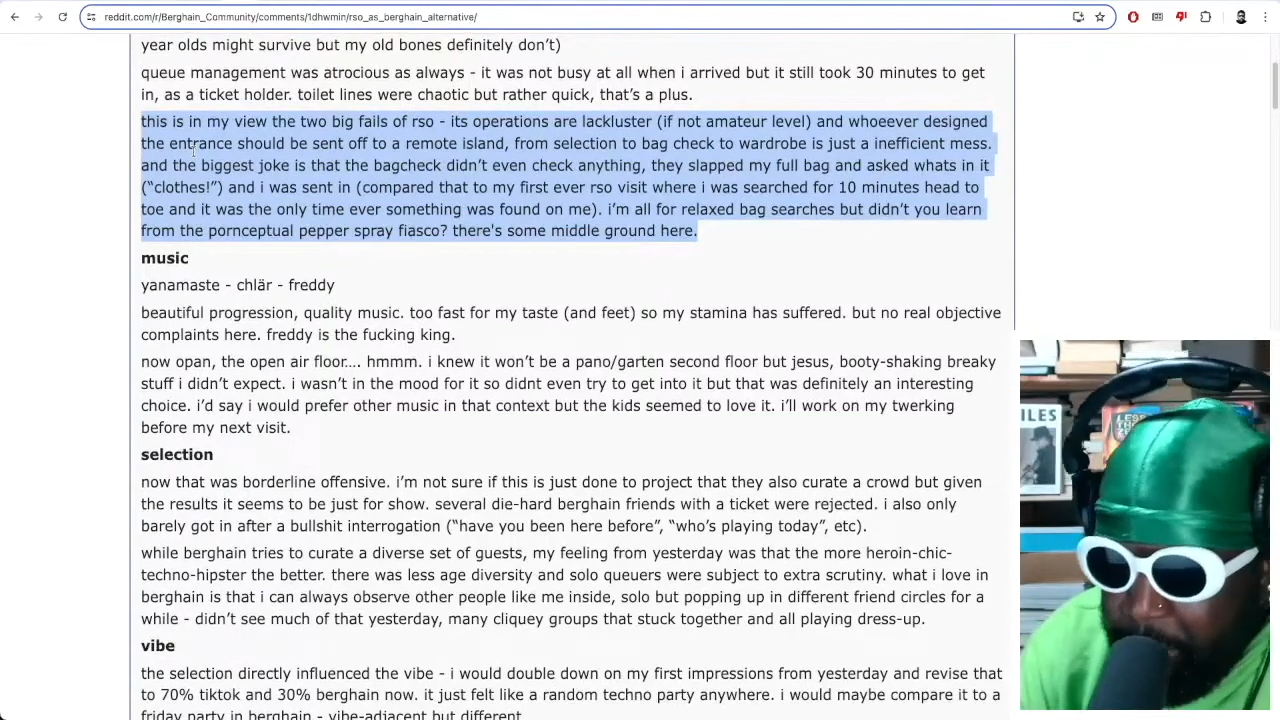 reddit.com/r/Berghain_Community/comments/1dhwmin/rso_as_berghain_alternative/
year olds might survive but my old bones definitely don’t)
queue management was atrocious as always - it was not busy at all when i arrived but it still took 30 minutes to get
in, as a ticket holder. toilet lines were chaotic but rather quick, that’s a plus.
this is in my view the two big fails of rso - its operations are lackluster (if not amateur level) and whoeever designed
the entrance should be sent off to a remote island, from selection to bag check to wardrobe is just a inefficient mess.
and the biggest joke is that the bagcheck didn’t even check anything, they slapped my full bag and asked whats in it
(“clothes!”) and i was sent in (compared that to my first ever rso visit where i was searched for 10 minutes head to
toe and it was the only time ever something was found on me). i’m all for relaxed bag searches but didn’t you learn
from the pornceptual pepper spray fiasco? there's some middle ground here.
music
yanamaste - chlär - freddy
beautiful progression, quality music. too fast for my taste (and feet) so my stamina has suffered. but no real objective
complaints here. freddy is the fucking king.
now opan, the open air floor…. hmmm. i knew it won’t be a pano/garten second floor but jesus, booty-shaking breaky
stuff i didn’t expect. i wasn’t in the mood for it so didnt even try to get into it but that was definitely an interesting
choice. i’d say i would prefer other music in that context but the kids seemed to love it. i’ll work on my twerking
before my next visit.
selection
now that was borderline offensive. i’m not sure if this is just done to project that they also curate a crowd but given
the results it seems to be just for show. several die-hard berghain friends with a ticket were rejected. i also only
barely got in after a bullshit interrogation (“have you been here before”, “who’s playing today”, etc).
while berghain tries to curate a diverse set of guests, my feeling from yesterday was that the more heroin-chic-
techno-hipster the better. there was less age diversity and solo queuers were subject to extra scrutiny. what i love in
berghain is that i can always observe other people like me inside, solo but popping up in different friend circles for a
while - didn’t see much of that yesterday, many cliquey groups that stuck together and all playing dress-up.
vibe
the selection directly influenced the vibe - i would double down on my first impressions from yesterday and revise that
to 70% tiktok and 30% berghain now. it just felt like a random techno party anywhere. i would maybe compare it to a
friday party in berghain - vibe-adjacent but different